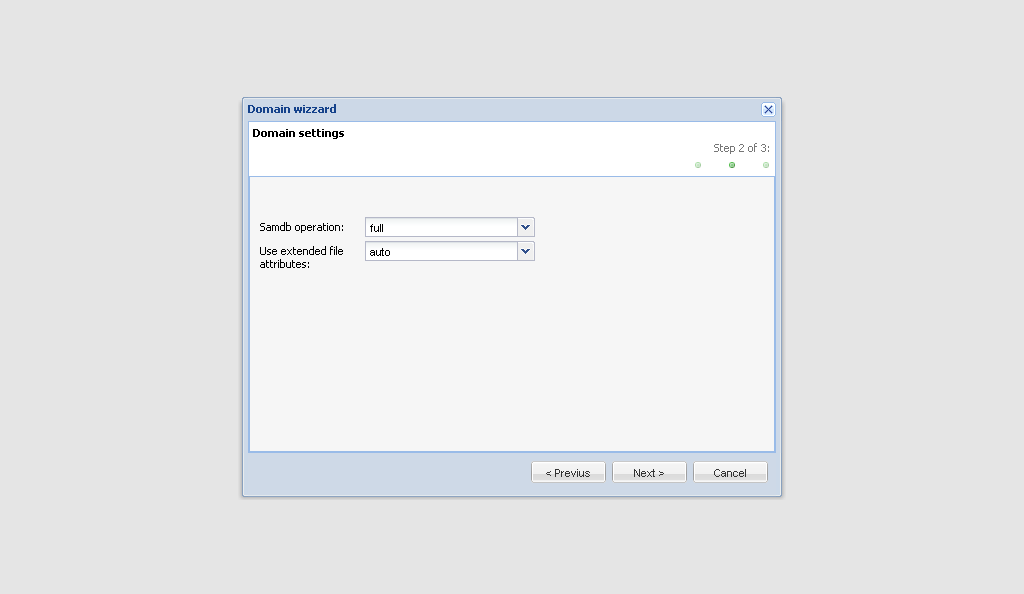 Domain wizzard
Domain settings
Step 2 of 3:
Samdb operation:
full
Use extended file
attributes:
auto
< Previus
Next >
Cancel